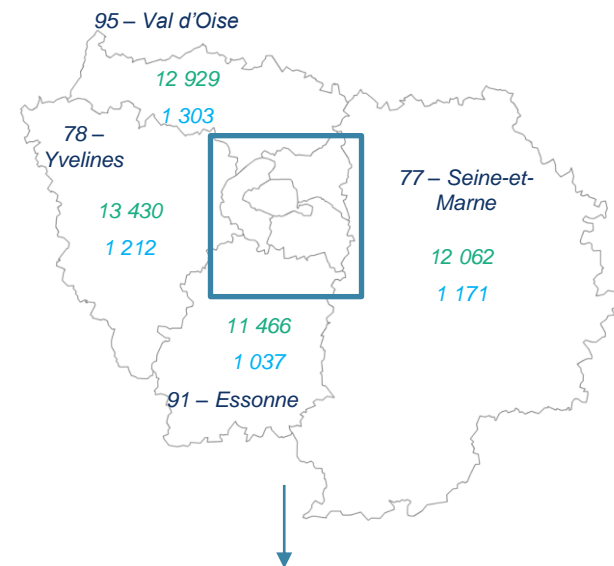 95 – Val d'Oise
12 929
1 303
78 –
Yvelines
13 430
1 212
77 – Seine-et-
Marne
12 062
1 171
11 466
1 037
91 – Essonne